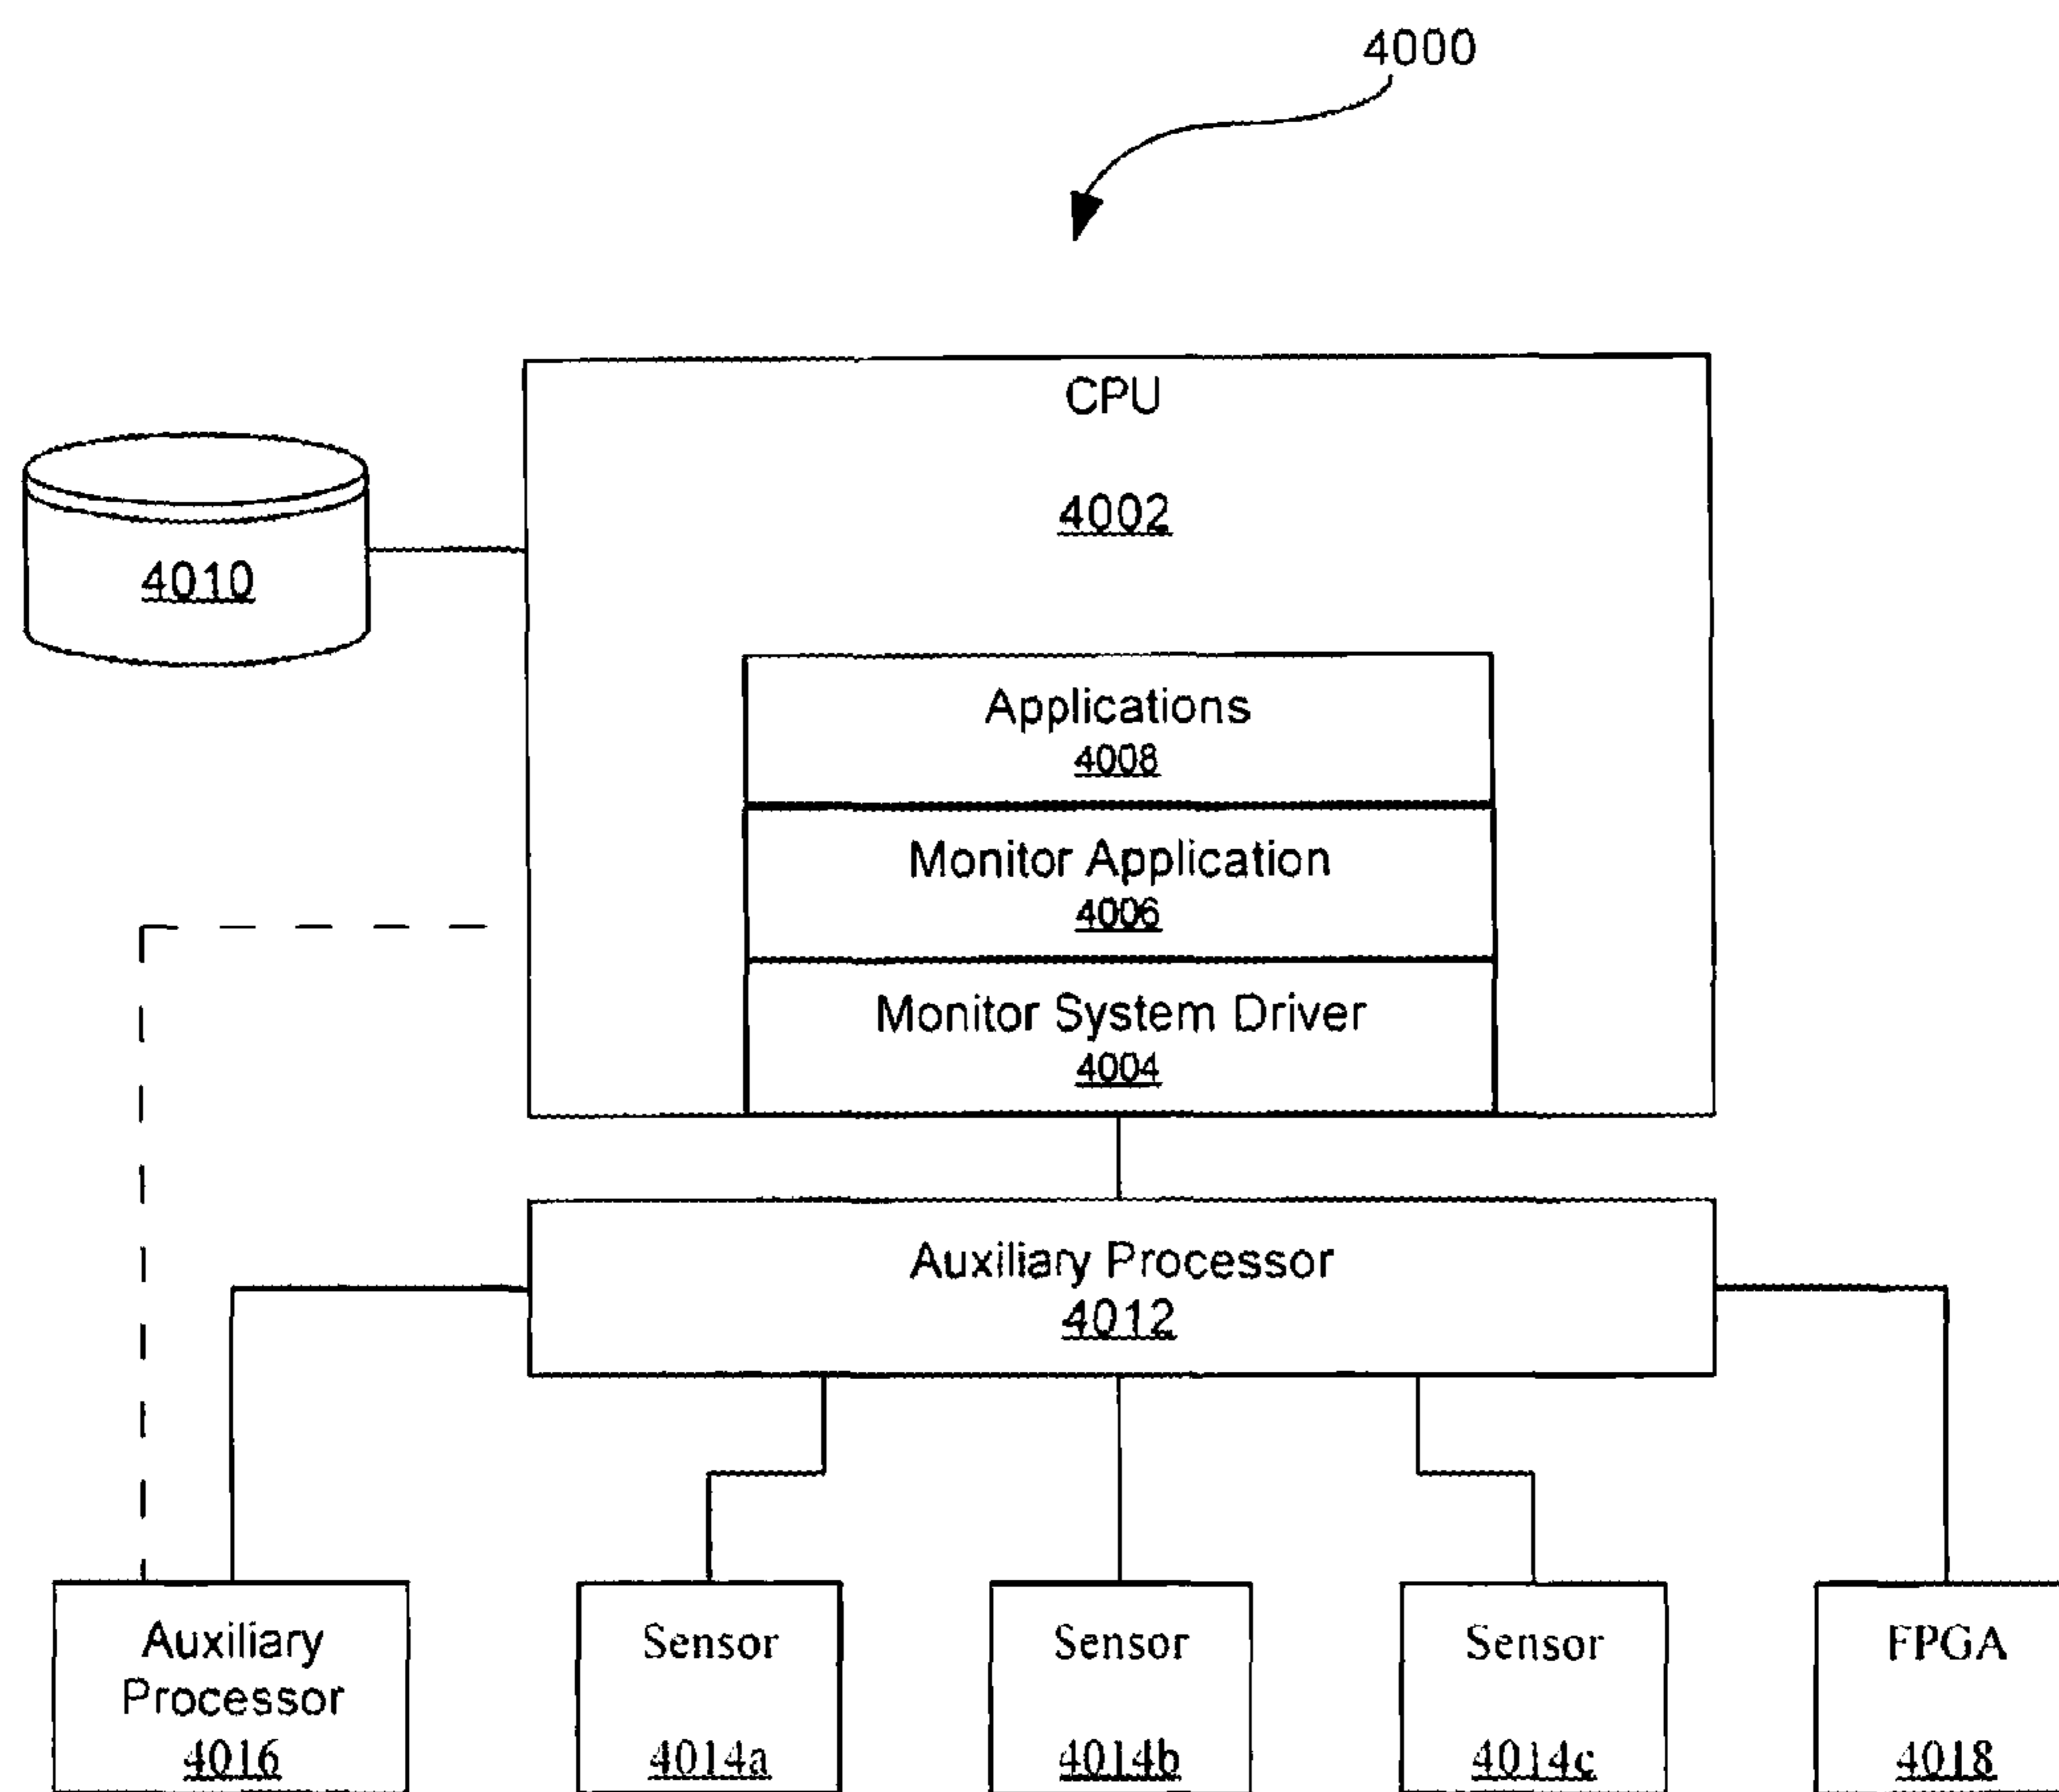 4000
CPU
4002
4010
Applications
4008
Monitor Application
4006
Monitor System Driver
4004
Auxiliary Processor
4012
Auxiliary
Processor
4016
Sensor
4014a
Sensor
4014b
Sensor
4014c
FPGA
4018